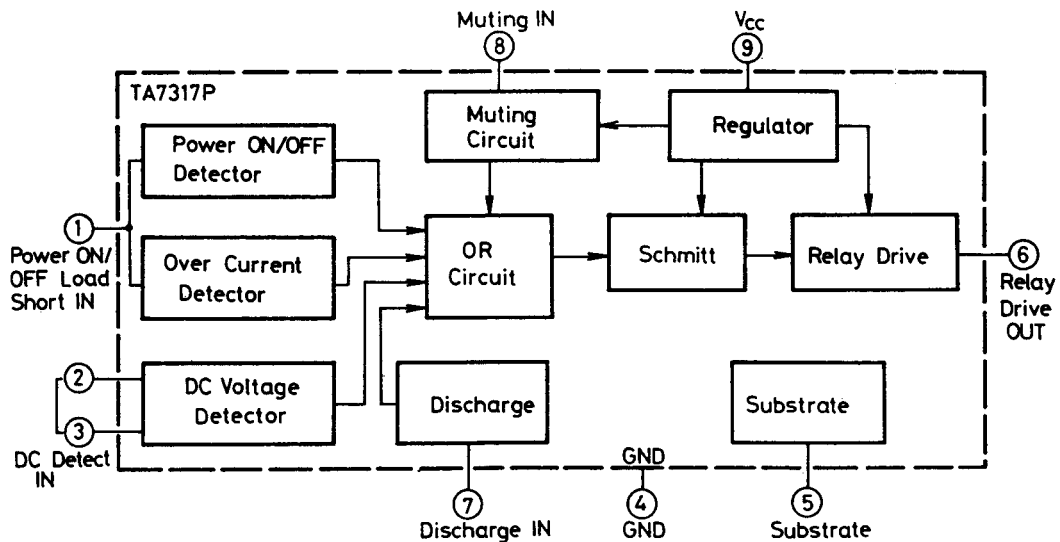 Muting IN
8
Vcc
9
TA7317P
Power ON/OFF
Detector
Muting
Circuit
Regulator
1
Power ON/
OFF Load
Short IN
Over Current
Detector
OR
Circuit
Schmitt
Relay Drive
6
Relay
Drive
OUT
2
3
DC Detect
IN
DC Voltage
Detector
Discharge
Substrate
GND
7
Discharge IN
4
GND
5
Substrate